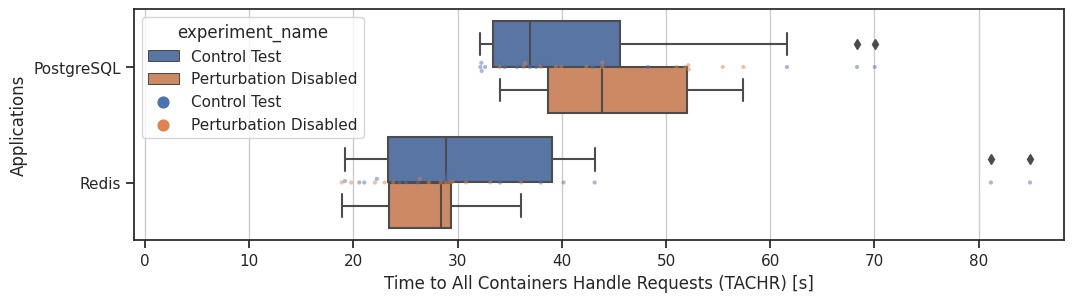 experiment_name
Control Test
Perturbation Disabled
Control Test
Perturbation Disabled
Applications
PostgreSQL
Redis
0 10 20 30 40 50 60 70 80
Time to All Containers Handle Requests (TACHR) [s]